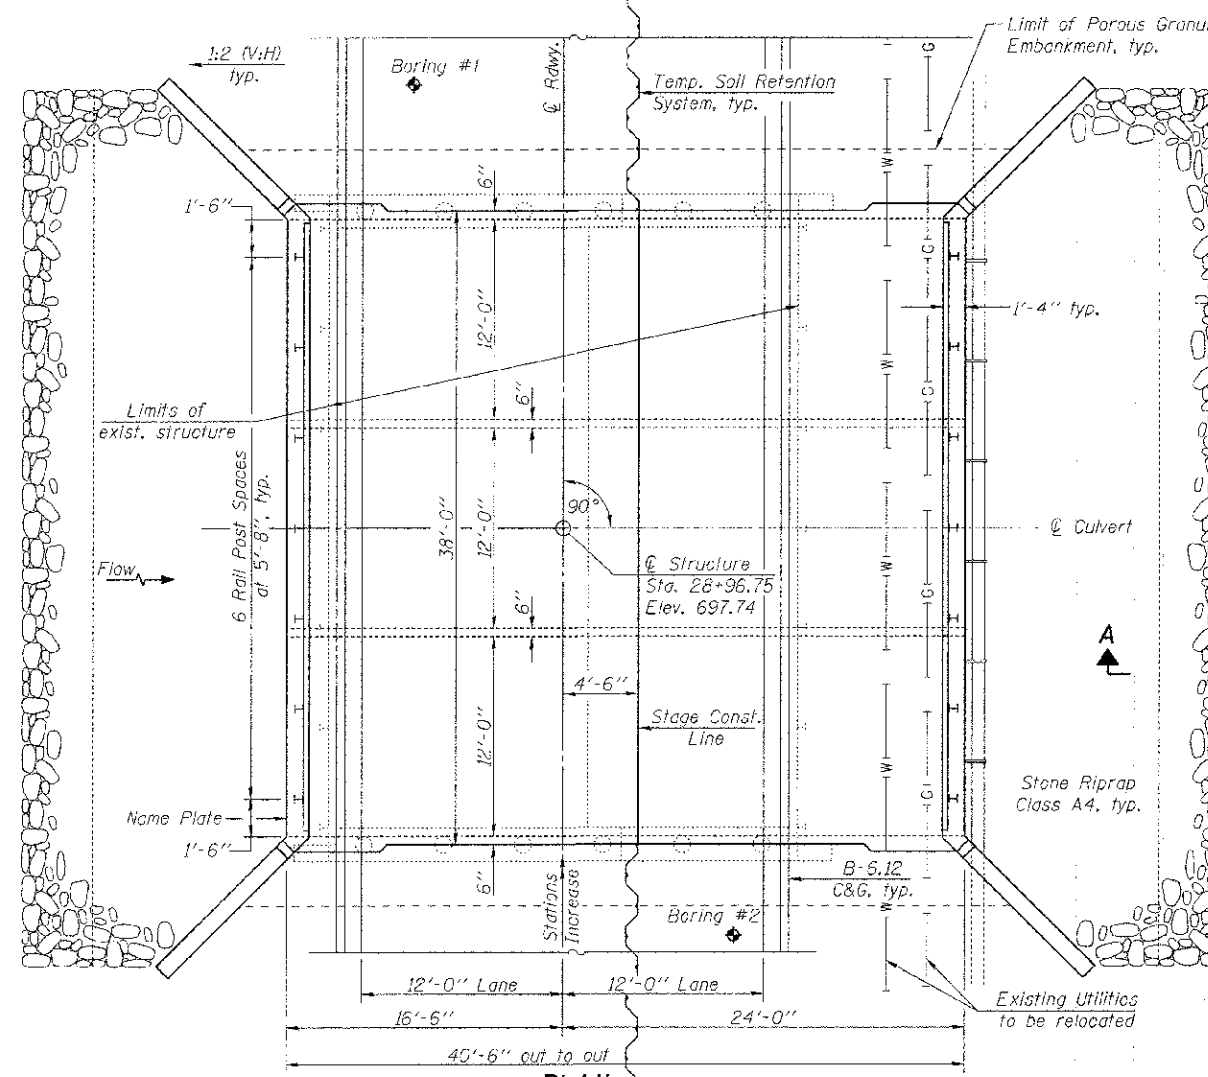 Limit of Porous Granu
Embankment, typ.
1:2 (V:H)
typ.
Boring #1
℄ Rdwy.
Temp. Soil Retention
System, typ.
G
W
6"
1'-6"
G
12'-0"
1'-4" typ.
W
G
6"
Limits of
exist. structure
W
6 Rail Post Spaces
at 5'-8", typ.
90°
38'-0"
12'-0"
G
℄ Culvert
Flow
℄ Structure
Sta. 28+96.75
Elev. 697.74
W
G
6"
A
4'-6"
Stage Const.
Line
12'-0"
W
G
Stone Riprap
Class A4, typ.
Name Plate
1'-6"
6"
Stations
Increase
B-6.12
C&G, typ.
W
Boring #2
12'-0" Lane
12'-0" Lane
Existing Utilities
to be relocated
16'-6"
24'-0"
40'-6" out to out